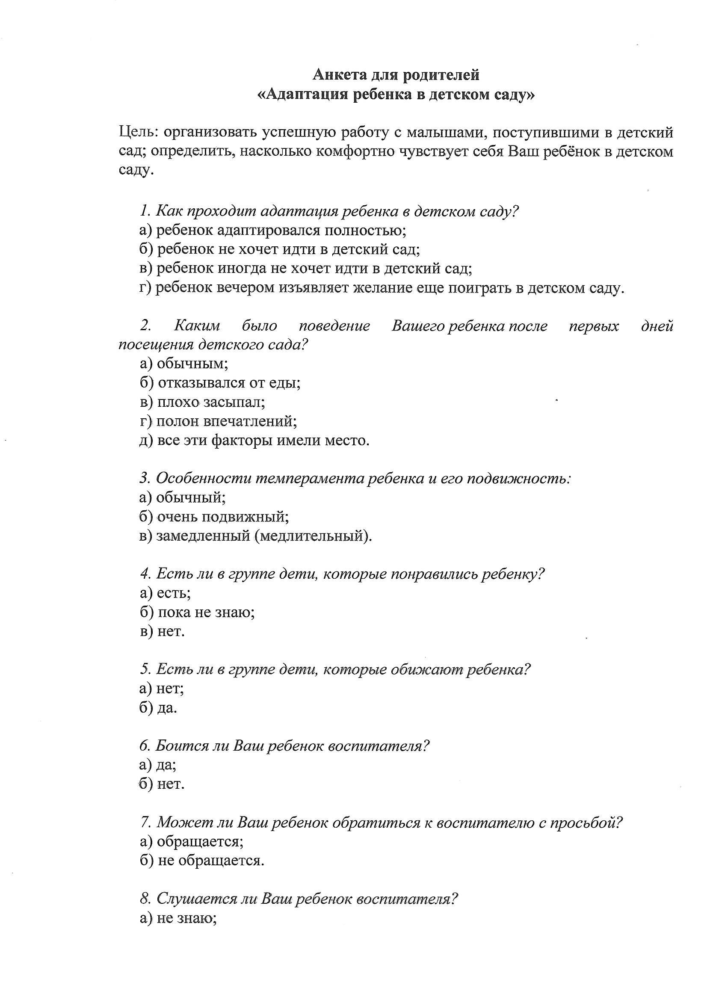 Анкета для родителей
«Адаптация ребенка в детском саду»
Цель: организовать успешную работу с малышами, поступившими в детский
сад; определить, насколько комфортно чувствует себя Ваш ребёнок в детском
саду.
1. Как проходит адаптация ребенка в детском саду?
а) ребенок адаптировался полностью;
б) ребенок не хочет идти в детский сад;
в) ребенок иногда не хочет идти в детский сад;
г) ребенок вечером изъявляет желание еще поиграть в детском саду.
2. Каким было поведение Вашего ребенка после первых дней
посещения детского сада?
а) обычным;
б) отказывался от еды;
в) плохо засыпал;
г) полон впечатлений;
д) все эти факторы имели место.
3. Особенности темперамента ребенка и его подвижность:
а) обычный;
б) очень подвижный;
в) замедленный (медлительный).
4. Есть ли в группе дети, которые понравились ребенку?
а) есть;
б) пока не знаю;
в) нет.
5. Есть ли в группе дети, которые обижают ребенка?
а) нет;
б) да.
6. Боится ли Ваш ребенок воспитателя?
а) да;
б) нет.
7. Может ли Ваш ребенок обратиться к воспитателю с просьбой?
а) обращается;
б) не обращается.
8. Слушается ли Ваш ребенок воспитателя?
а) не знаю;